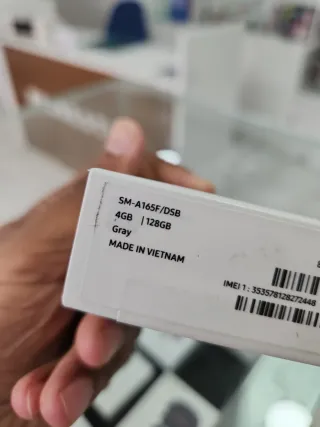 SM-A165F/DSB
4GB | 128GB
Gray
MADE IN VIETNAM
IMEI 1 : 353578128272448